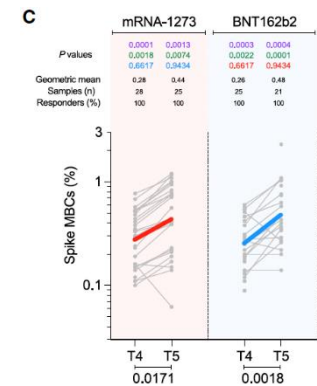 C
mRNA-1273 BNT162b2
0,0001 0,0013 0,0003 0,0004
P values 0,0018 0,0074 0,0022 0,0001
0,6617 0,9434 0,6617 0,9434
Geometric mean 0,28 0,44 0,26 0,48
Samples (n) 28 25 25 21
Responders (%) 100 100 100 100
3
1
0.1
Spike MBCs (%)
T4 T5 T4 T5
0.0171 0.0018